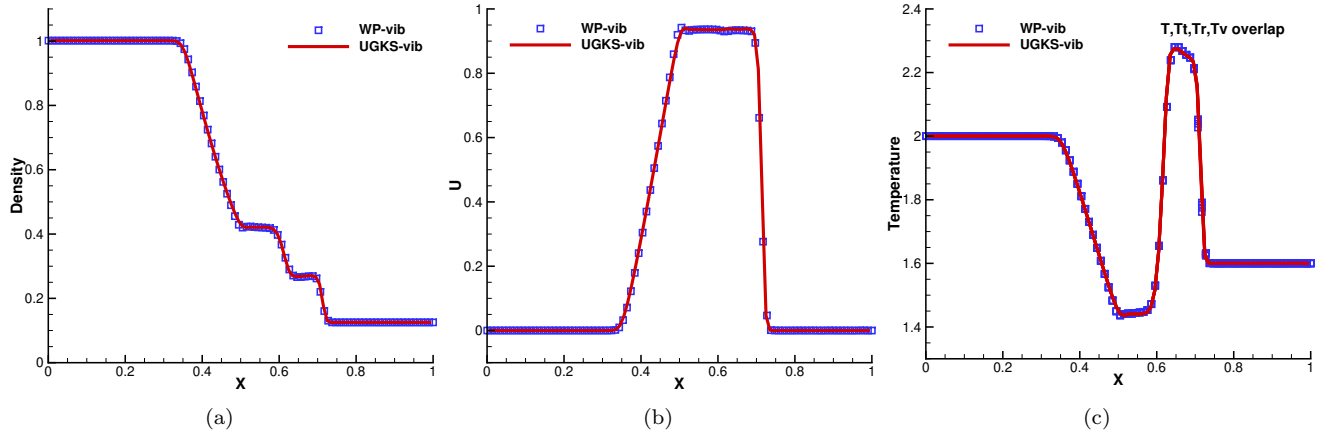 WP-vib
UGKS-vib
Density
1
0.8
0.6
0.4
0.2
0
0
0.2
0.4
0.6
0.8
1
X
(a)
WP-vib
UGKS-vib
U
1
0.8
0.6
0.4
0.2
0
0
0.2
0.4
0.6
0.8
1
X
(b)
WP-vib
UGKS-vib
T,Tt,Tr,Tv overlap
Temperature
2.4
2.2
2
1.8
1.6
1.4
0
0.2
0.4
0.6
0.8
1
X
(c)